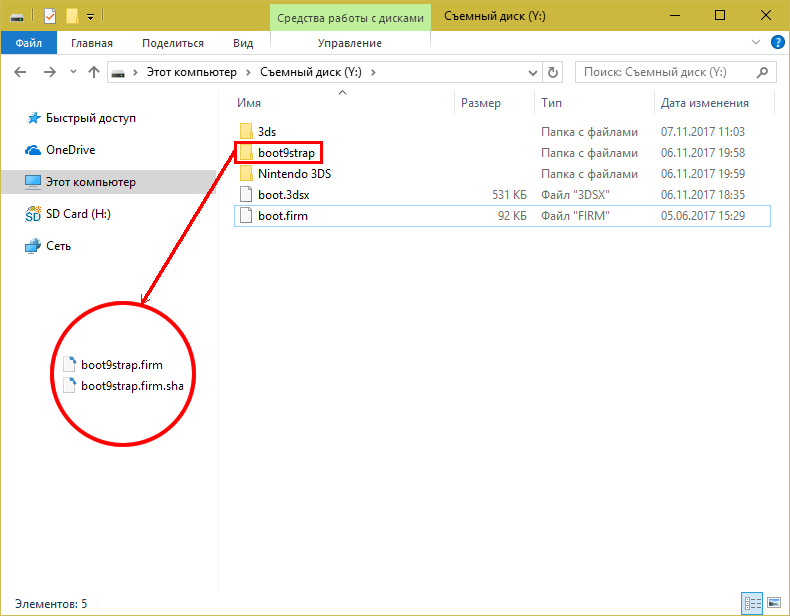 Средства работы с дисками
Съемный диск (Y:)
Файл Главная Поделиться Вид Управление
Этот компьютер > Съемный диск (Y:) >
Поиск: Съемный диск (Y:)
Имя Размер Тип Дата изменения
Быстрый доступ
OneDrive
Этот компьютер
SD Card (H:)
Сеть
3ds Папка с файлами 07.11.2017 11:03
boot9strap Папка с файлами 06.11.2017 19:58
Nintendo 3DS Папка с файлами 06.11.2017 19:59
boot.3dsx 531 КБ Файл "3DSX" 06.11.2017 18:35
boot.firm 92 КБ Файл "FIRM" 05.06.2017 15:29
boot9strap.firm
boot9strap.firm.sha
Элементов: 5